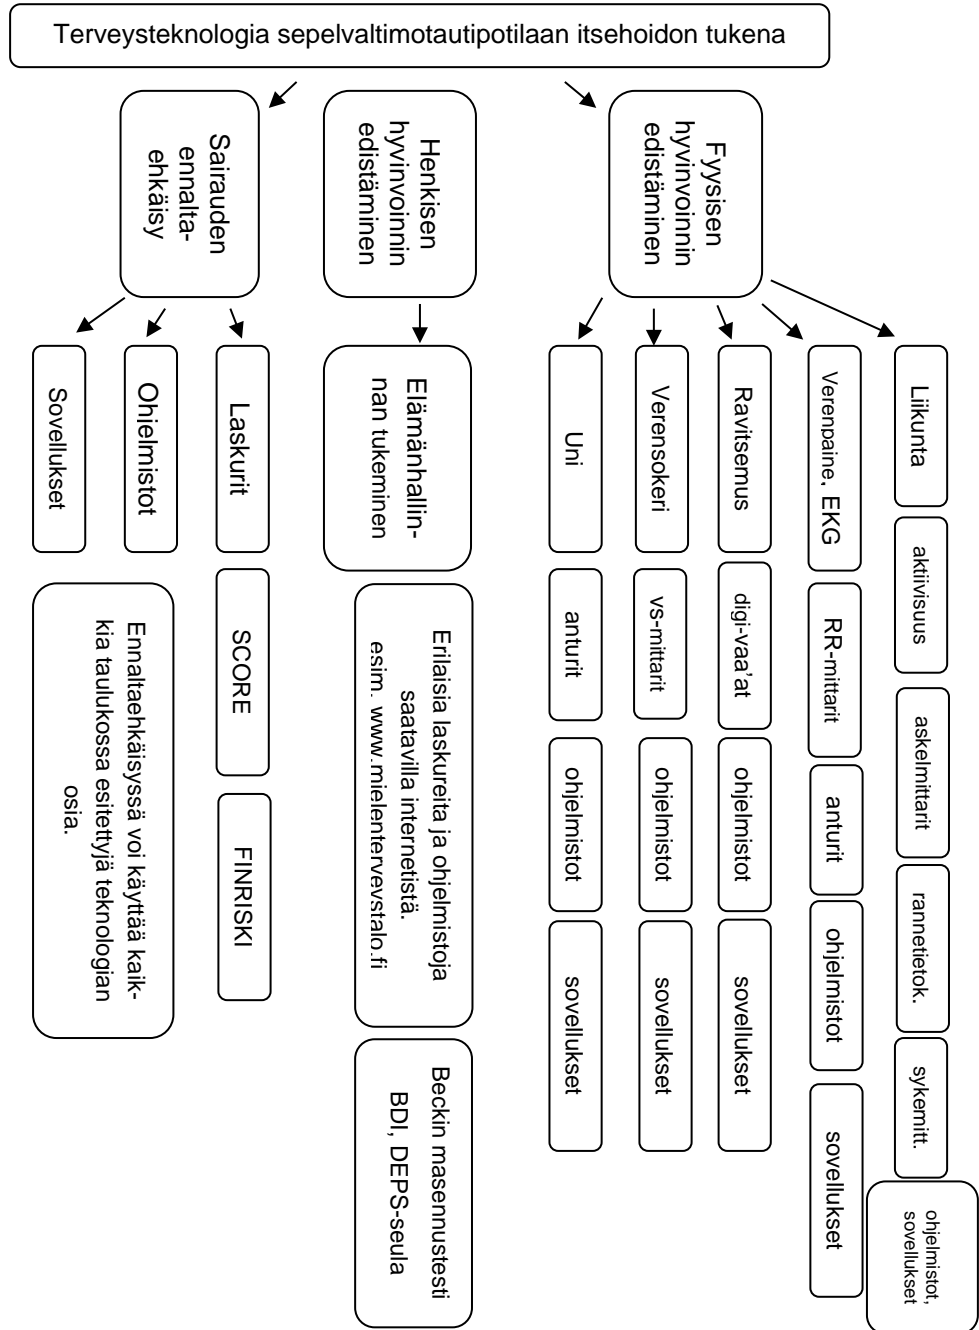 Terveysteknologia sepelvaltimotautipotilaan itsehoidon tukena
Fyysisen
hyvinvoinnin
edistäminen
Liikunta
aktiivisuus
askelmittarit
rannetietok.
sykemitt.
ohjelmistot,
sovellukset
Verenpaine, EKG
RR-mittarit
anturit
ohjelmistot
sovellukset
Ravitsemus
digi-vaa'at
ohjelmistot
sovellukset
Verensokeri
vs-mittarit
ohjelmistot
sovellukset
Uni
anturit
ohjelmistot
sovellukset
Henkisen
hyvinvoinnin
edistäminen
Elämänhallin-
nan tukeminen
Erilaisia laskureita ja ohjelmistoja
saatavilla internetistä.
esim. www.mielenterveystalo.fi
Beckin masennustesti
BDI, DEPS-seula
Sairauden
ennalta-
ehkäisy
Laskurit
SCORE
FINRISKI
Ohjelmistot
Sovellukset
Ennaltaehkäisyssä voi käyttää kaik-
kia taulukossa esitettyjä teknologian
osia.